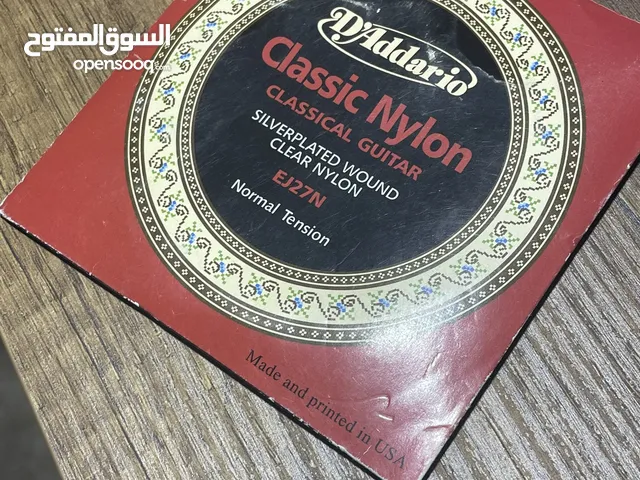 السوق المفتوح
opensooq.com
D'Addario
Classic Nylon
CLASSICAL GUITAR
SILVERPLATED WOUND
CLEAR NYLON
EJ27N
Normal Tension
Made and printed in USA